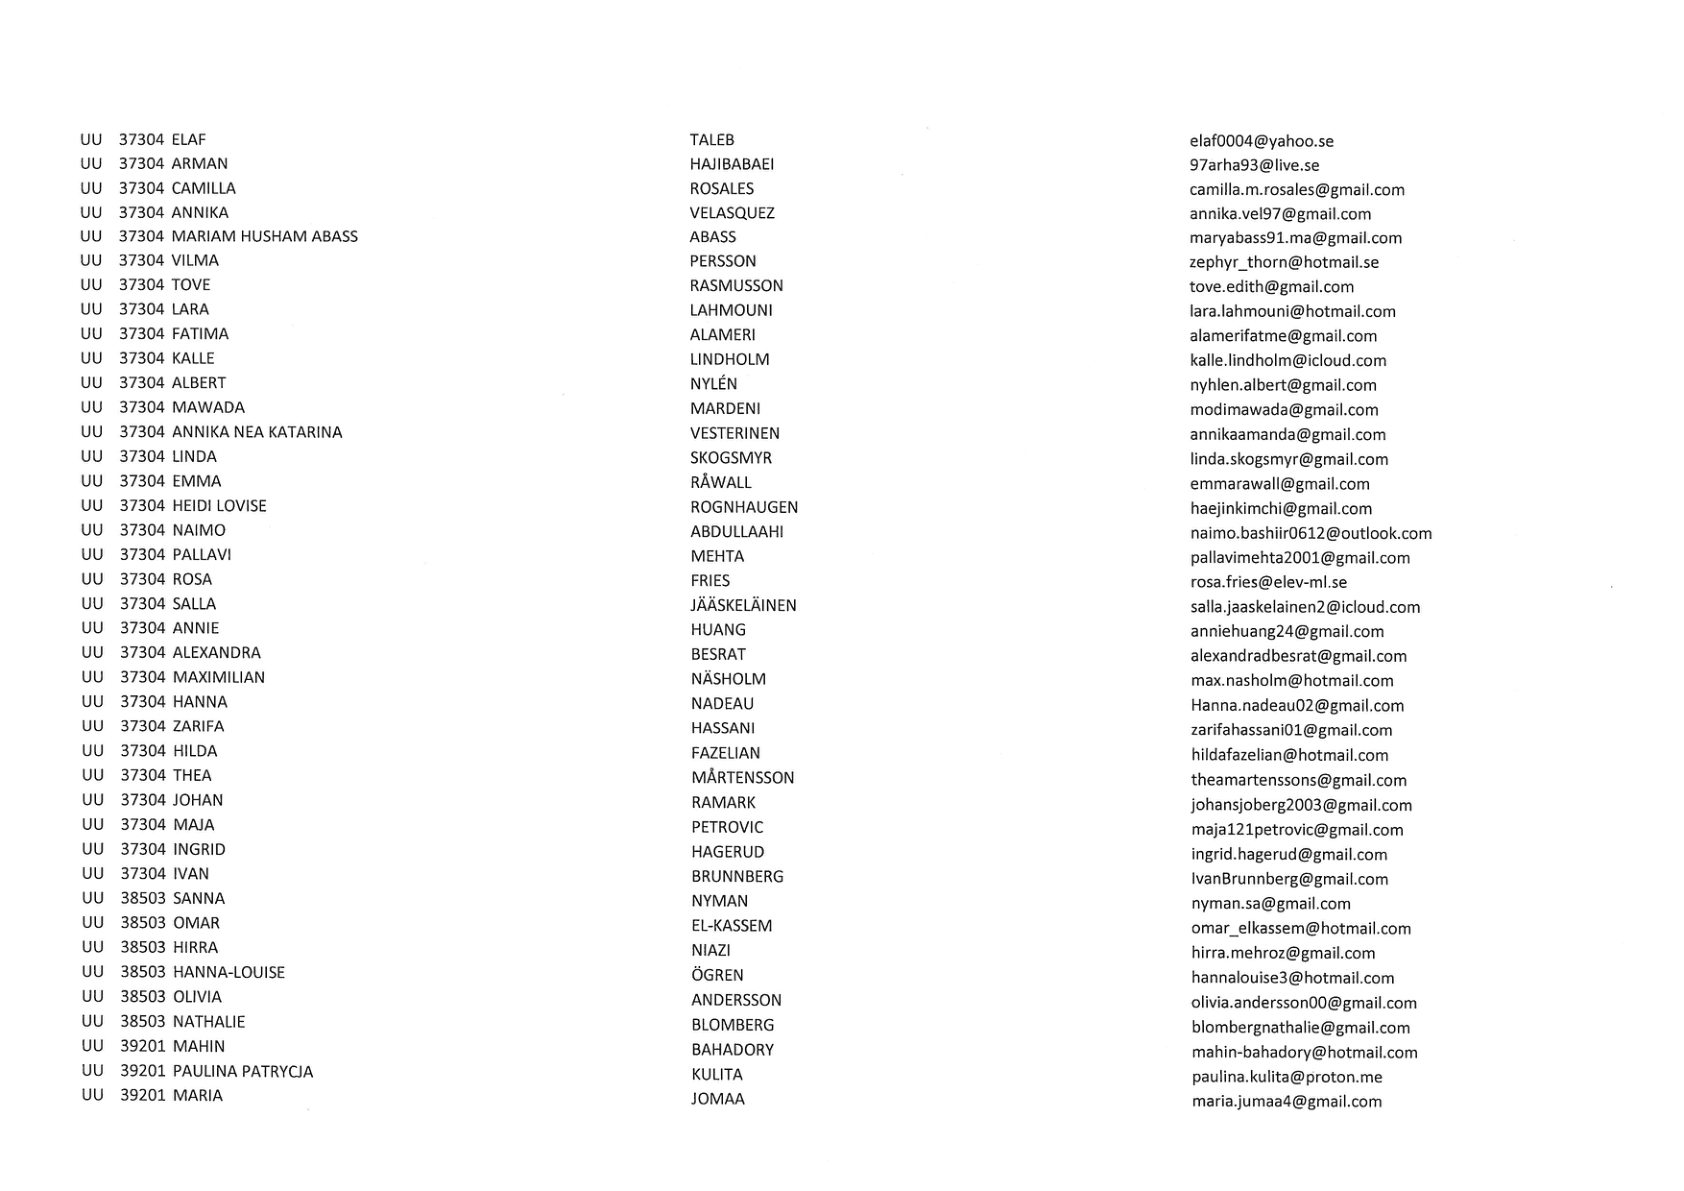 UU 37304 ELAF TALEB elaf0004@yahoo.se
UU 37304 ARMAN HAJIBABAEI 97arha93@live.se
UU 37304 CAMILLA ROSALES camilla.m.rosales@gmail.com
UU 37304 ANNIKA VELASQUEZ annika.vel97@gmail.com
UU 37304 MARIAM HUSHAM ABASS ABASS maryabass91.ma@gmail.com
UU 37304 VILMA PERSSON zephyr_thorn@hotmail.se
UU 37304 TOVE RASMUSSON tove.edith@gmail.com
UU 37304 LARA LAHMOUNI lara.lahmouni@hotmail.com
UU 37304 FATIMA ALAMERI alamerifatme@gmail.com
UU 37304 KALLE LINDHOLM kalle.lindholm@icloud.com
UU 37304 ALBERT NYLÉN nyhlen.albert@gmail.com
UU 37304 MAWADA MARDENI modimawada@gmail.com
UU 37304 ANNIKA NEA KATARINA VESTERINEN annikaamanda@gmail.com
UU 37304 LINDA SKOGSMYR linda.skogsmyr@gmail.com
UU 37304 EMMA RÅWALL emmarawall@gmail.com
UU 37304 HEIDI LOVISE ROGNHAUGEN haejinkimchi@gmail.com
UU 37304 NAIMO ABDULLAAHI naimo.bashiir0612@outlook.com
UU 37304 PALLAVI MEHTA pallavimehta2001@gmail.com
UU 37304 ROSA FRIES rosa.fries@elev-ml.se
UU 37304 SALLA JÄÄSKELÄINEN salla.jaaskelainen2@icloud.com
UU 37304 ANNIE HUANG anniehuang24@gmail.com
UU 37304 ALEXANDRA BESRAT alexandradbesrat@gmail.com
UU 37304 MAXIMILIAN NÄSHOLM max.nasholm@hotmail.com
UU 37304 HANNA NADEAU Hanna.nadeau02@gmail.com
UU 37304 ZARIFA HASSANI zarifahassani01@gmail.com
UU 37304 HILDA FAZELIAN hildafazelian@hotmail.com
UU 37304 THEA MÅRTENSSON theamartenssons@gmail.com
UU 37304 JOHAN RAMARK johansjoberg2003@gmail.com
UU 37304 MAJA PETROVIC maja121petrovic@gmail.com
UU 37304 INGRID HAGERUD ingrid.hagerud@gmail.com
UU 37304 IVAN BRUNNBERG IvanBrunnberg@gmail.com
UU 38503 SANNA NYMAN nyman.sa@gmail.com
UU 38503 OMAR EL-KASSEM omar_elkassem@hotmail.com
UU 38503 HIRRA NIAZI hirra.mehroz@gmail.com
UU 38503 HANNA-LOUISE ÖGREN hannalouise3@hotmail.com
UU 38503 OLIVIA ANDERSSON olivia.andersson00@gmail.com
UU 38503 NATHALIE BLOMBERG blombergnathalie@gmail.com
UU 39201 MAHIN BAHADORY mahin-bahadory@hotmail.com
UU 39201 PAULINA PATRYCJA KULITA paulina.kulita@proton.me
UU 39201 MARIA JOMAA maria.jumaa4@gmail.com